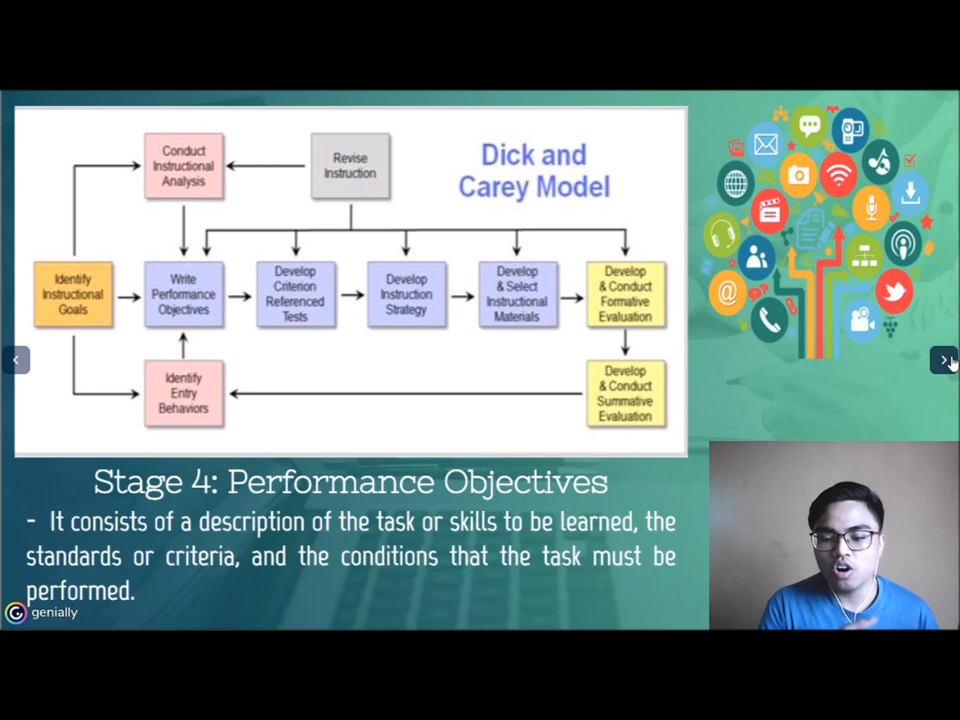 Dick and
Carey Model
Conduct
Instructional
Analysis
Revise
Instruction
Identify
Instructional
Goals
Write
Performance
Objectives
Develop
Criterion
Referenced
Tests
Develop
Instruction
Strategy
Develop
& Select
Instructional
Materials
Develop
& Conduct
Formative
Evaluation
Identify
Entry
Behaviors
Develop
& Conduct
Summative
Evaluation
Stage 4: Performance Objectives
- It consists of a description of the task or skills to be learned, the
standards or criteria, and the conditions that the task must be
performed.
genially